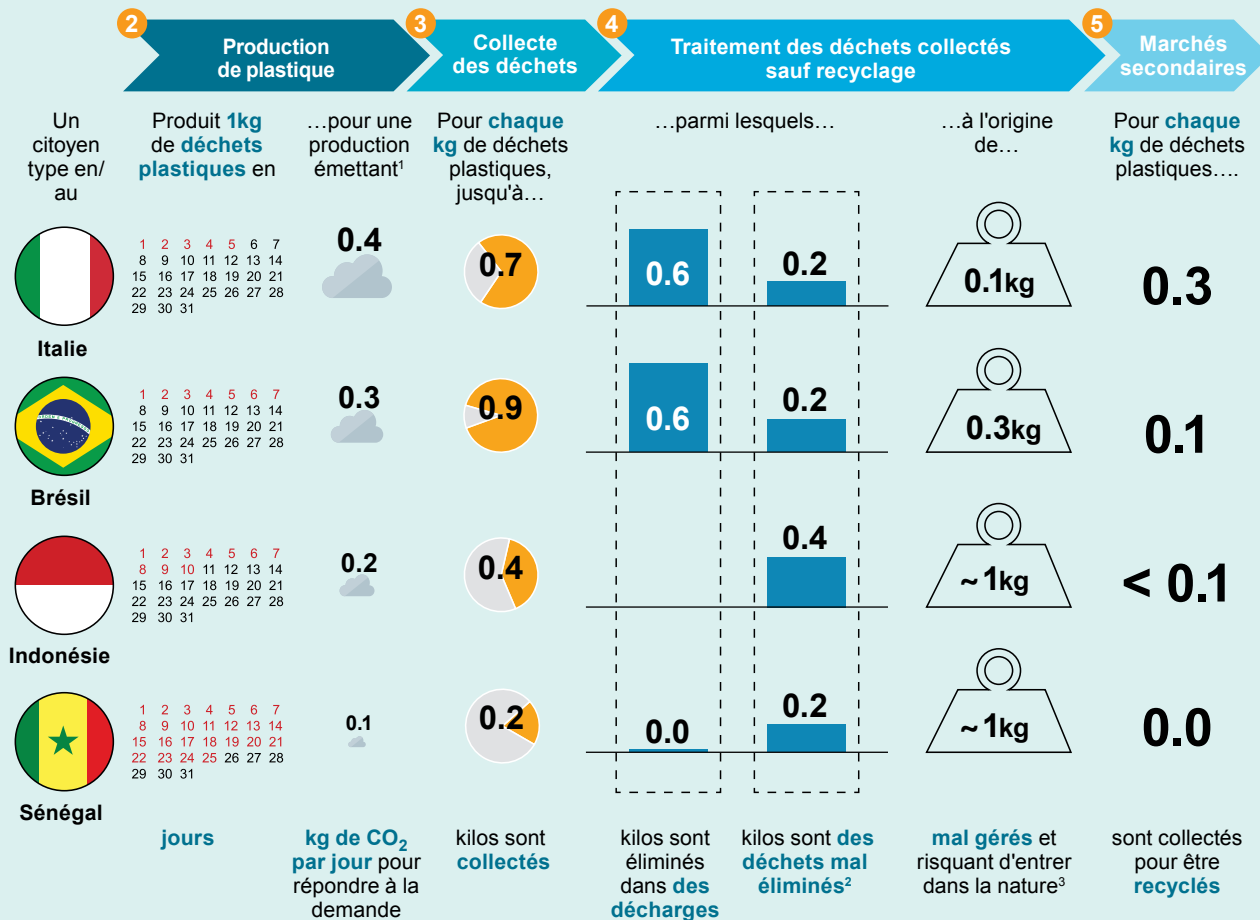 2
Production
de plastique
3
Collecte
des déchets
4
Traitement des déchets collectés
sauf recyclage
5
Marchés
secondaires
Un
citoyen
type en/
au
Produit 1kg
de déchets
plastiques en
…pour une
production
émettant¹
Pour chaque
kg de déchets
plastiques,
jusqu'à…
…parmi lesquels…
…à l'origine
de…
Pour chaque
kg de déchets
plastiques….
Italie
1 2 3 4 5 6 7
8 9 10 11 12 13 14
15 16 17 18 19 20 21
22 23 24 25 26 27 28
29 30 31
0.4
0.7
0.6
0.2
0.1kg
0.3
Brésil
1 2 3 4 5 6 7
8 9 10 11 12 13 14
15 16 17 18 19 20 21
22 23 24 25 26 27 28
29 30 31
0.3
0.9
0.6
0.2
0.3kg
0.1
Indonésie
1 2 3 4 5 6 7
8 9 10 11 12 13 14
15 16 17 18 19 20 21
22 23 24 25 26 27 28
29 30 31
0.2
0.4
0.4
~ 1kg
< 0.1
Sénégal
1 2 3 4 5 6 7
8 9 10 11 12 13 14
15 16 17 18 19 20 21
22 23 24 25 26 27 28
29 30 31
0.1
0.2
0.0
0.2
~ 1kg
0.0
jours
kg de CO₂
par jour pour
répondre à la
demande
kilos sont
collectés
kilos sont
éliminés
dans des
décharges
kilos sont des
déchets mal
éliminés²
mal gérés et
risquant d'entrer
dans la nature³
sont collectés
pour être
recyclés